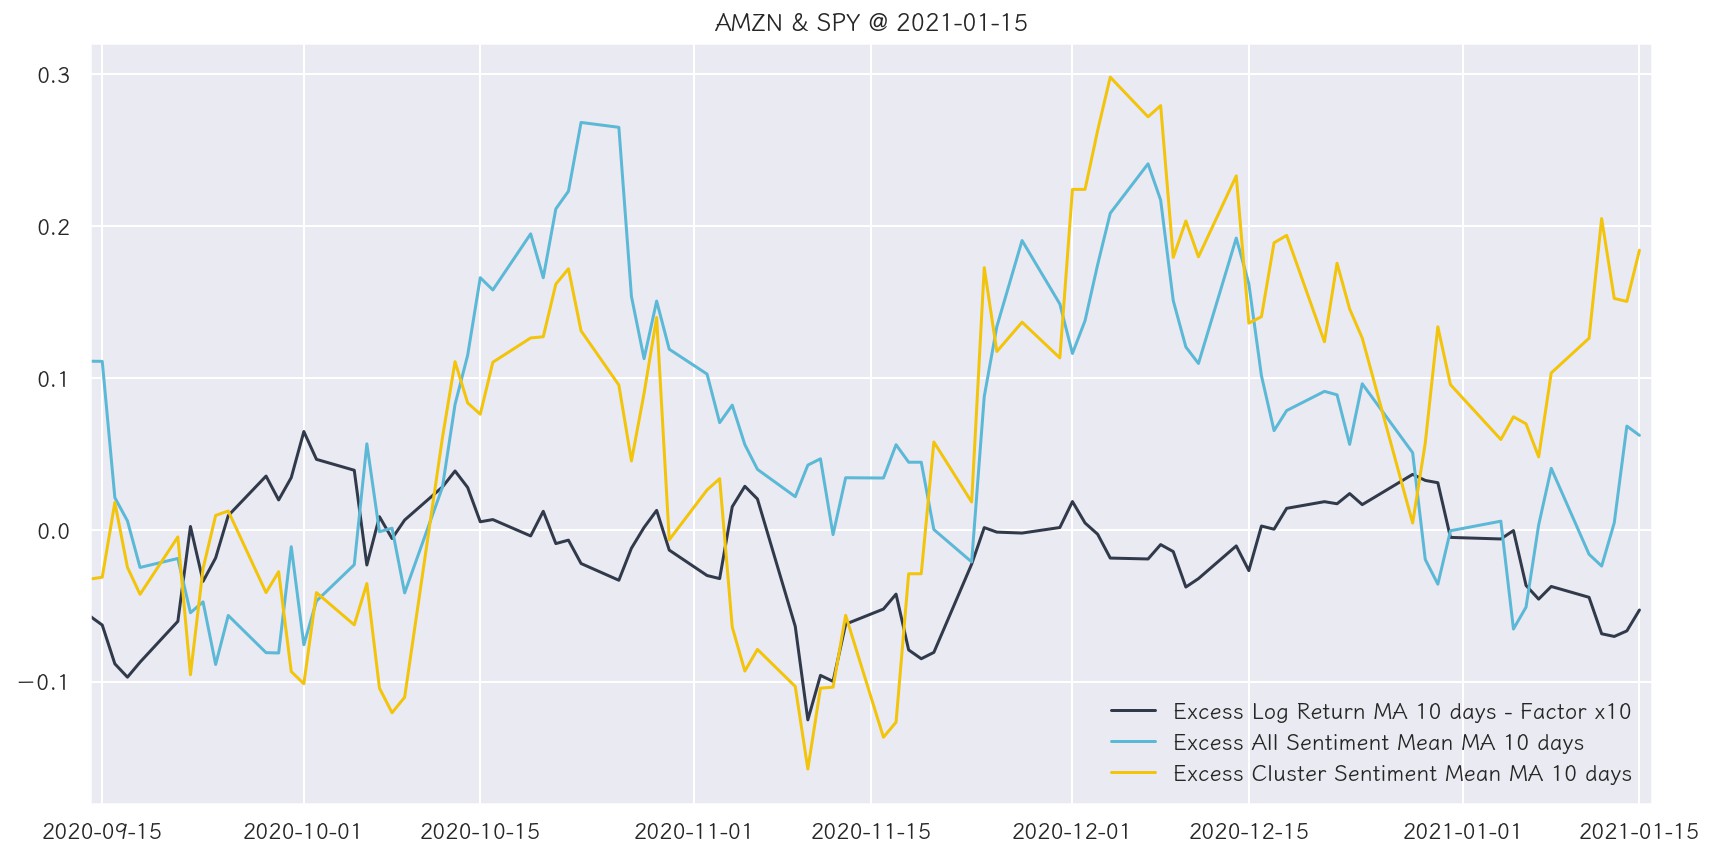 AMZN & SPY @ 2021-01-15
0.3
0.2
0.1
0.0
−0.1
Excess Log Return MA 10 days - Factor x10
Excess All Sentiment Mean MA 10 days
Excess Cluster Sentiment Mean MA 10 days
2020-09-15 2020-10-01 2020-10-15 2020-11-01 2020-11-15 2020-12-01 2020-12-15 2021-01-01 2021-01-15